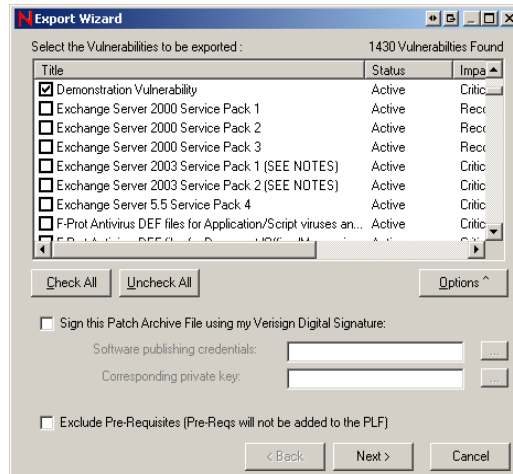 Export Wizard
Select the Vulnerabilities to be exported : 1430 Vulnerabilties Found
Title Status Impa
Demonstration Vulnerability Active Critic
Exchange Server 2000 Service Pack 1 Active Reco
Exchange Server 2000 Service Pack 2 Active Reco
Exchange Server 2000 Service Pack 3 Active Reco
Exchange Server 2003 Service Pack 1 (SEE NOTES) Active Critic
Exchange Server 2003 Service Pack 2 (SEE NOTES) Active Critic
Exchange Server 5.5 Service Pack 4 Active Critic
F-Prot Antivirus DEF files for Application/Script viruses an... Active Critic
Check All Uncheck All Options ^
Sign this Patch Archive File using my Verisign Digital Signature:
Software publishing credentials: ...
Corresponding private key: ...
Exclude Pre-Requisites (Pre-Reqs will not be added to the PLF)
< Back Next > Cancel